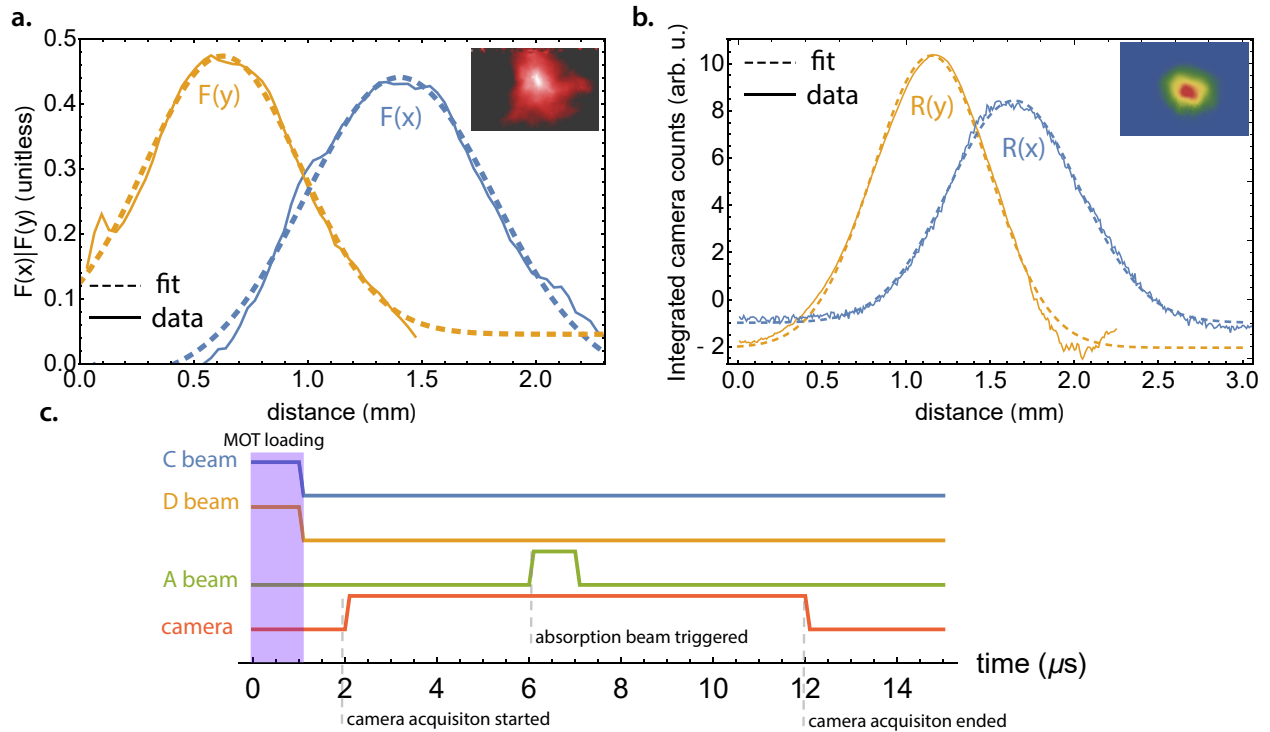 a.
F(x)|F(y) (unitless)
0.5
0.4
0.3
0.2
0.1
0.0
F(y)
F(x)
fit
data
0.0 0.5 1.0 1.5 2.0
distance (mm)
b.
Integrated camera counts (arb. u.)
10
8
6
4
2
0
- 2
fit
data
R(y)
R(x)
0.0 0.5 1.0 1.5 2.0 2.5 3.0
distance (mm)
c.
MOT loading
C beam
D beam
A beam
camera
absorption beam triggered
time (μs)
0 2 4 6 8 10 12 14
camera acquisiton started
camera acquisiton ended